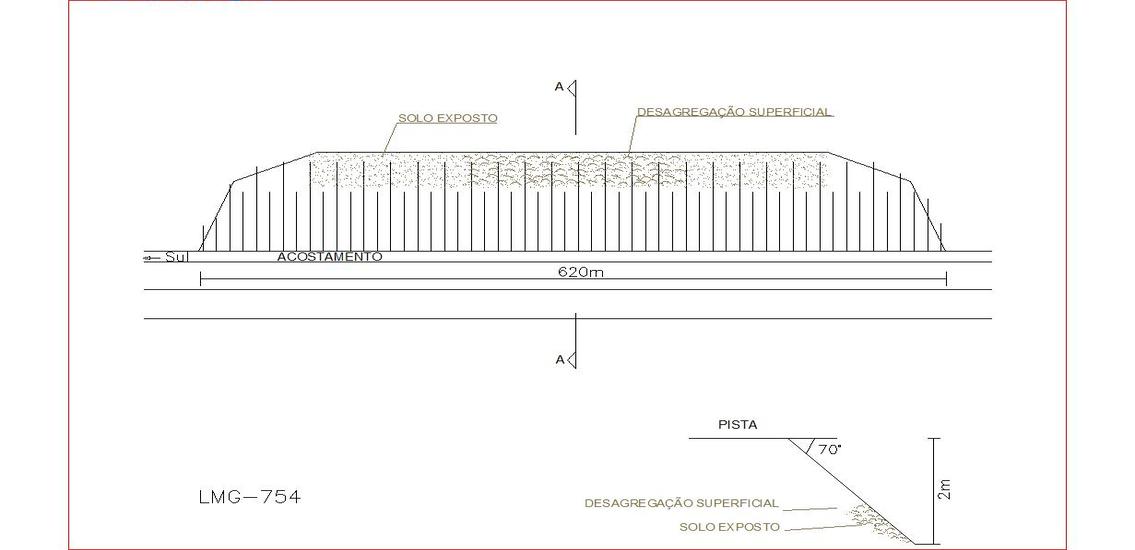 A
SOLO EXPOSTO
DESAGREGAÇÃO SUPERFICIAL
Sul
ACOSTAMENTO
620m
A
PISTA
70°
2m
LMG-754
DESAGREGAÇÃO SUPERFICIAL
SOLO EXPOSTO